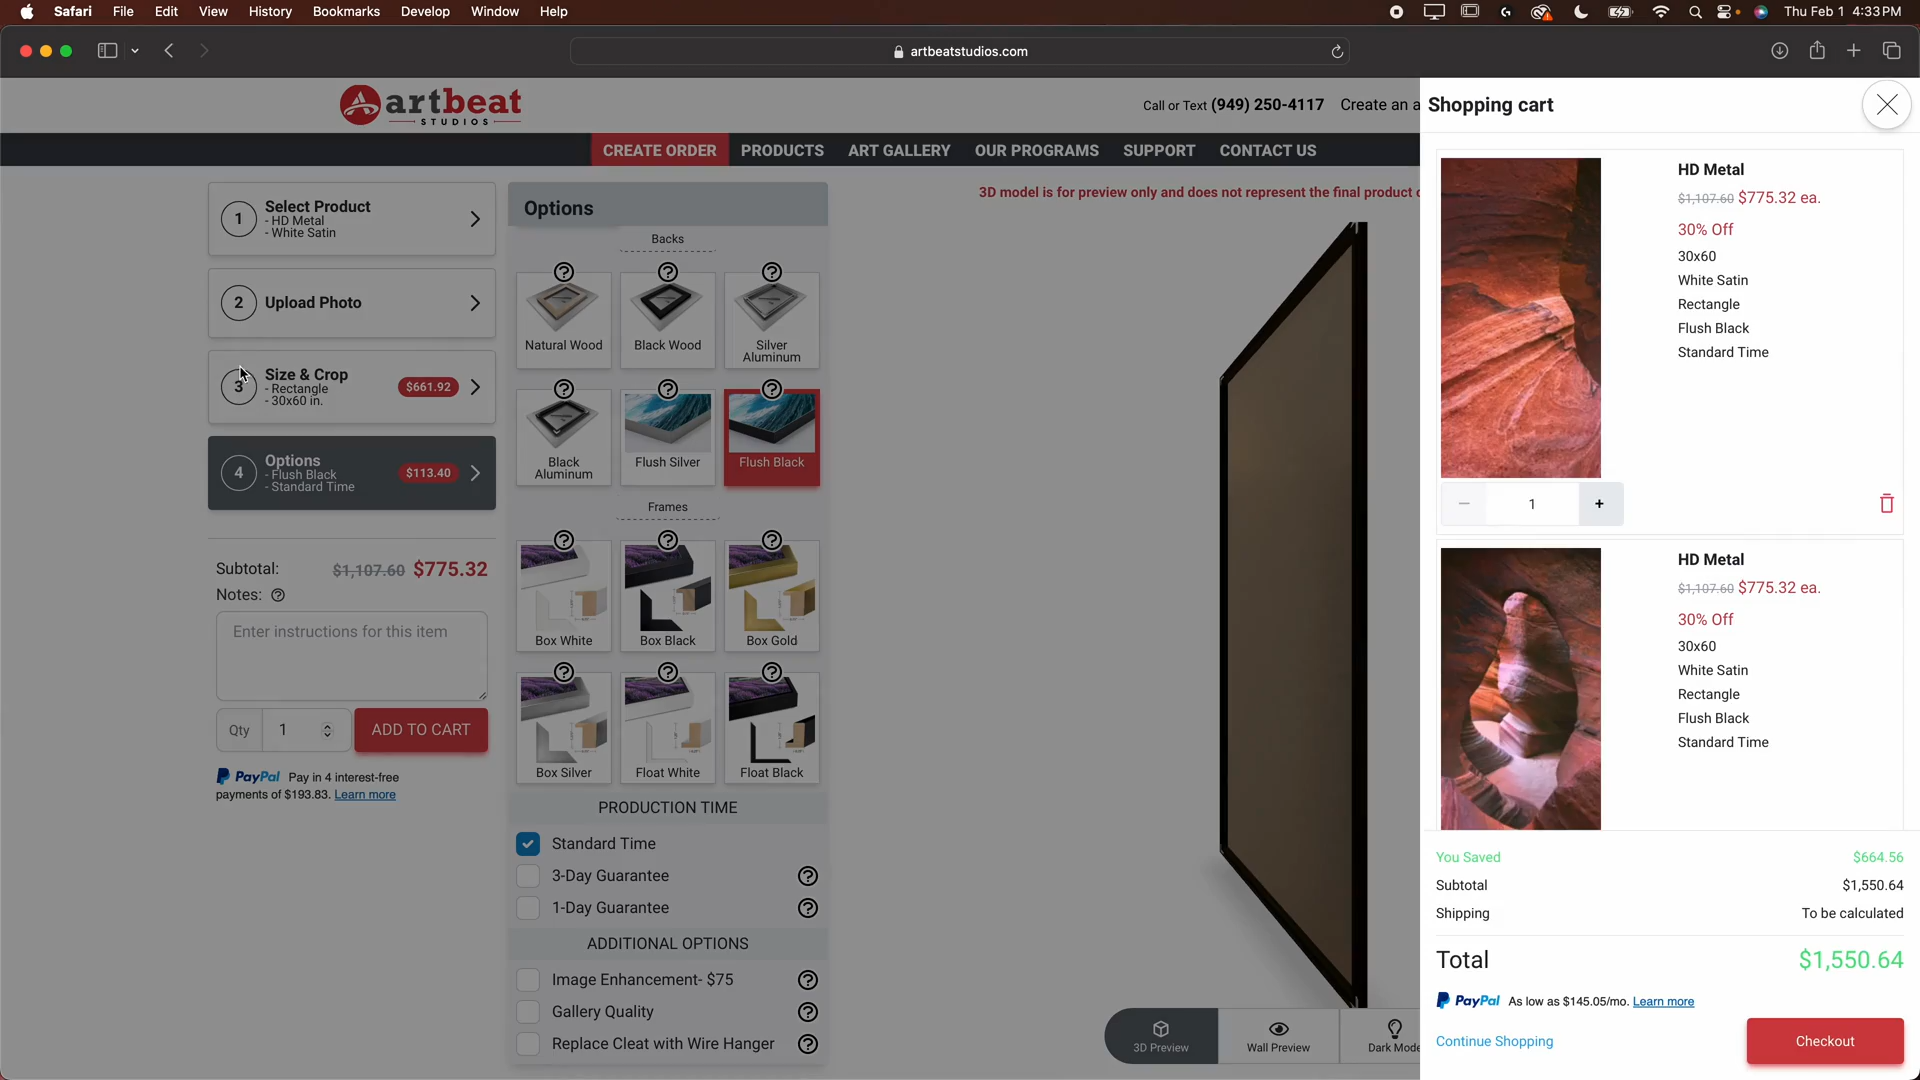 Safari File Edit View History Bookmarks Develop Window Help
Thu Feb 1 4:33 PM
artbeatstudios.com
artbeat
STUDIOS
Call or Text (949) 250-4117 Create an a
CREATE ORDER PRODUCTS ART GALLERY OUR PROGRAMS SUPPORT CONTACT US
1 Select Product
- HD Metal
- White Satin
2 Upload Photo
3 Size & Crop
- Rectangle
- 30x60 in.
$661.92
4 Options
- Flush Black
- Standard Time
$113.40
Subtotal: $1,107.60 $775.32
Notes: ?
Enter instructions for this item
Qty 1 ADD TO CART
PayPal Pay in 4 interest-free
payments of $193.83. Learn more
Options
Backs
Natural Wood
Black Wood
Silver
Aluminum
Black
Aluminum
Flush Silver
Flush Black
Frames
Box White
Box Black
Box Gold
Box Silver
Float White
Float Black
PRODUCTION TIME
Standard Time
3-Day Guarantee ?
1-Day Guarantee ?
ADDITIONAL OPTIONS
Image Enhancement- $75 ?
Gallery Quality ?
Replace Cleat with Wire Hanger ?
3D model is for preview only and does not represent the final product
3D Preview
Wall Preview
Dark Mode
Shopping cart
HD Metal
$1,107.60 $775.32 ea.
30% Off
30x60
White Satin
Rectangle
Flush Black
Standard Time
− 1 +
HD Metal
$1,107.60 $775.32 ea.
30% Off
30x60
White Satin
Rectangle
Flush Black
Standard Time
You Saved $664.56
Subtotal $1,550.64
Shipping To be calculated
Total $1,550.64
PayPal As low as $145.05/mo. Learn more
Continue Shopping
Checkout